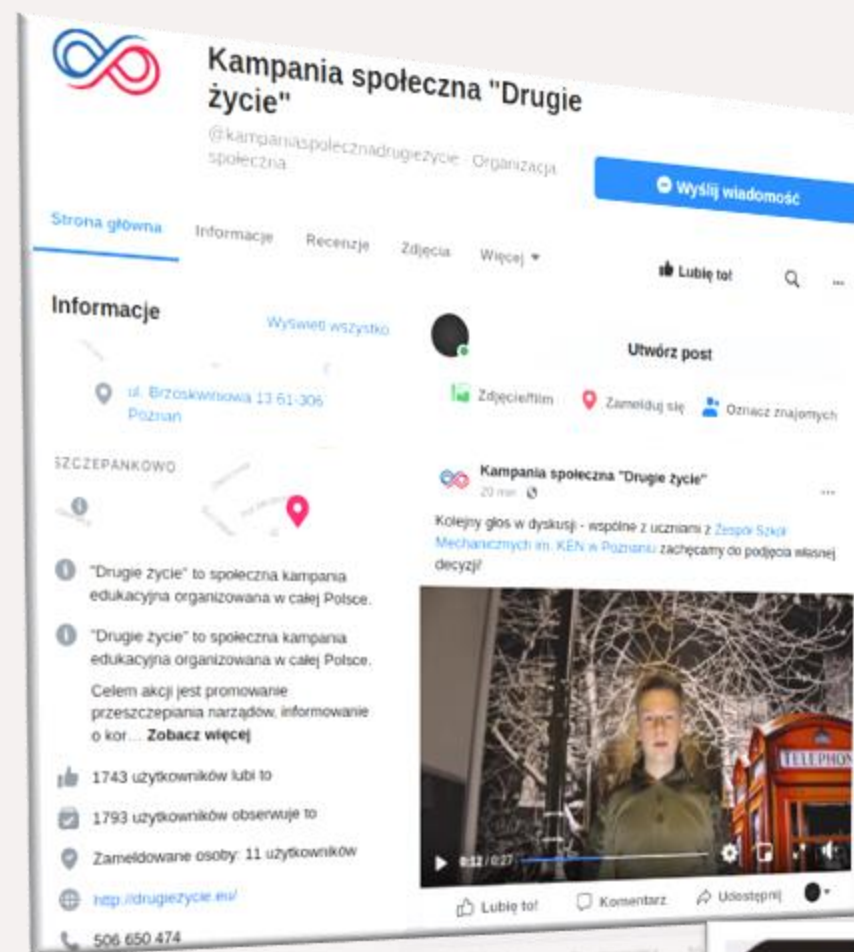 Kampania społeczna "Drugie
życie"
@kampaniaspolecznadrugiezycie · Organizacja
społeczna
Wyślij wiadomość
Strona główna
Informacje
Recenzje
Zdjęcia
Więcej
Lubię to!
Informacje
Wyświetl wszystko
Utwórz post
ul. Brzoskwiniowa 13 61-306
Poznań
Zdjęcie/film
Zamelduj się
Oznacz znajomych
SZCZEPANKOWO
Kampania społeczna "Drugie życie"
20 min
Kolejny głos w dyskusji - wspólne z uczniami z Zespół Szkół
Mechanicznych im. KEN w Poznaniu zachęcamy do podjęcia własnej
decyzji!
"Drugie życie" to społeczna kampania
edukacyjna organizowana w całej Polsce.
"Drugie życie" to społeczna kampania
edukacyjna organizowana w całej Polsce.
Celem akcji jest promowanie
przeszczepiania narządów, informowanie
o kor… Zobacz więcej
TELEPHON
1743 użytkowników lubi to
1793 użytkowników obserwuje to
Zameldowane osoby: 11 użytkowników
0:12 / 0:27
http://drugiezycie.eu/
Lubię to!
Komentarz
Udostępnij
506 650 474